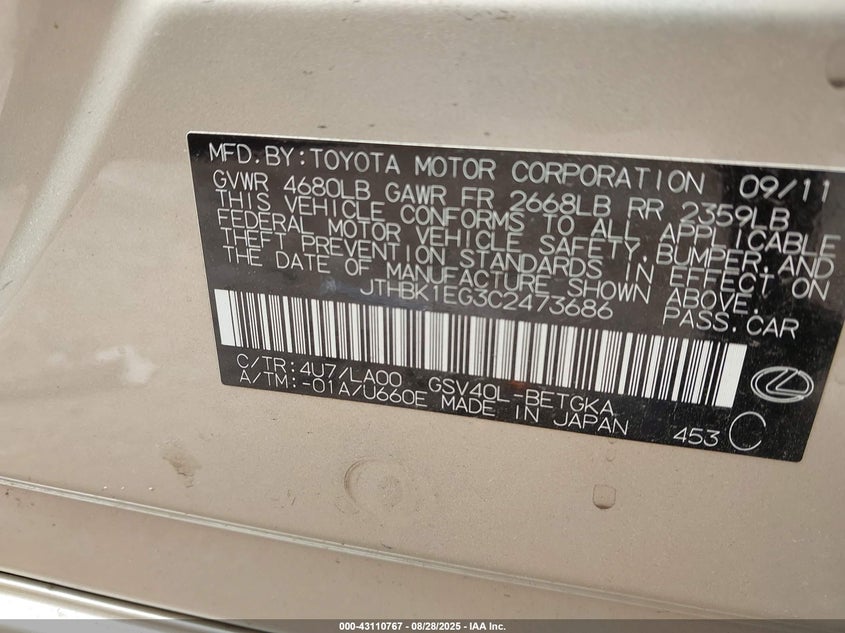 MFD.BY:TOYOTA MOTOR CORPORATION 09/11
GVWR 4680LB GAWR FR 2668LB RR 2359LB
THIS VEHICLE CONFORMS TO ALL APPLICABLE
FEDERAL MOTOR VEHICLE SAFETY,BUMPER,AND
THEFT PREVENTION STANDARDS IN EFFECT ON
THE DATE OF MANUFACTURE SHOWN ABOVE.
JTHBK1EG3C2473686 PASS.CAR
C/TR:4U7/LA00 GSV40L-BETGKA
A/TM:-01A/U660E MADE IN JAPAN 453 C
000-43110767 / 08/28/2025 - IAA Inc.